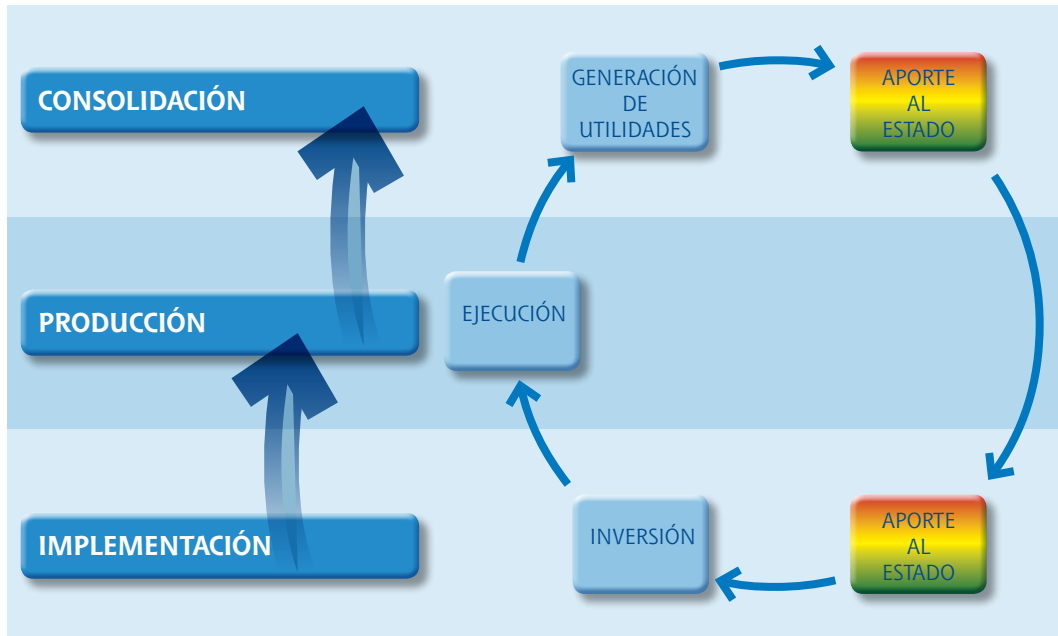 CONSOLIDACIÓN
GENERACIÓN
DE
UTILIDADES
APORTE
AL
ESTADO
PRODUCCIÓN
EJECUCIÓN
IMPLEMENTACIÓN
INVERSIÓN
APORTE
AL
ESTADO